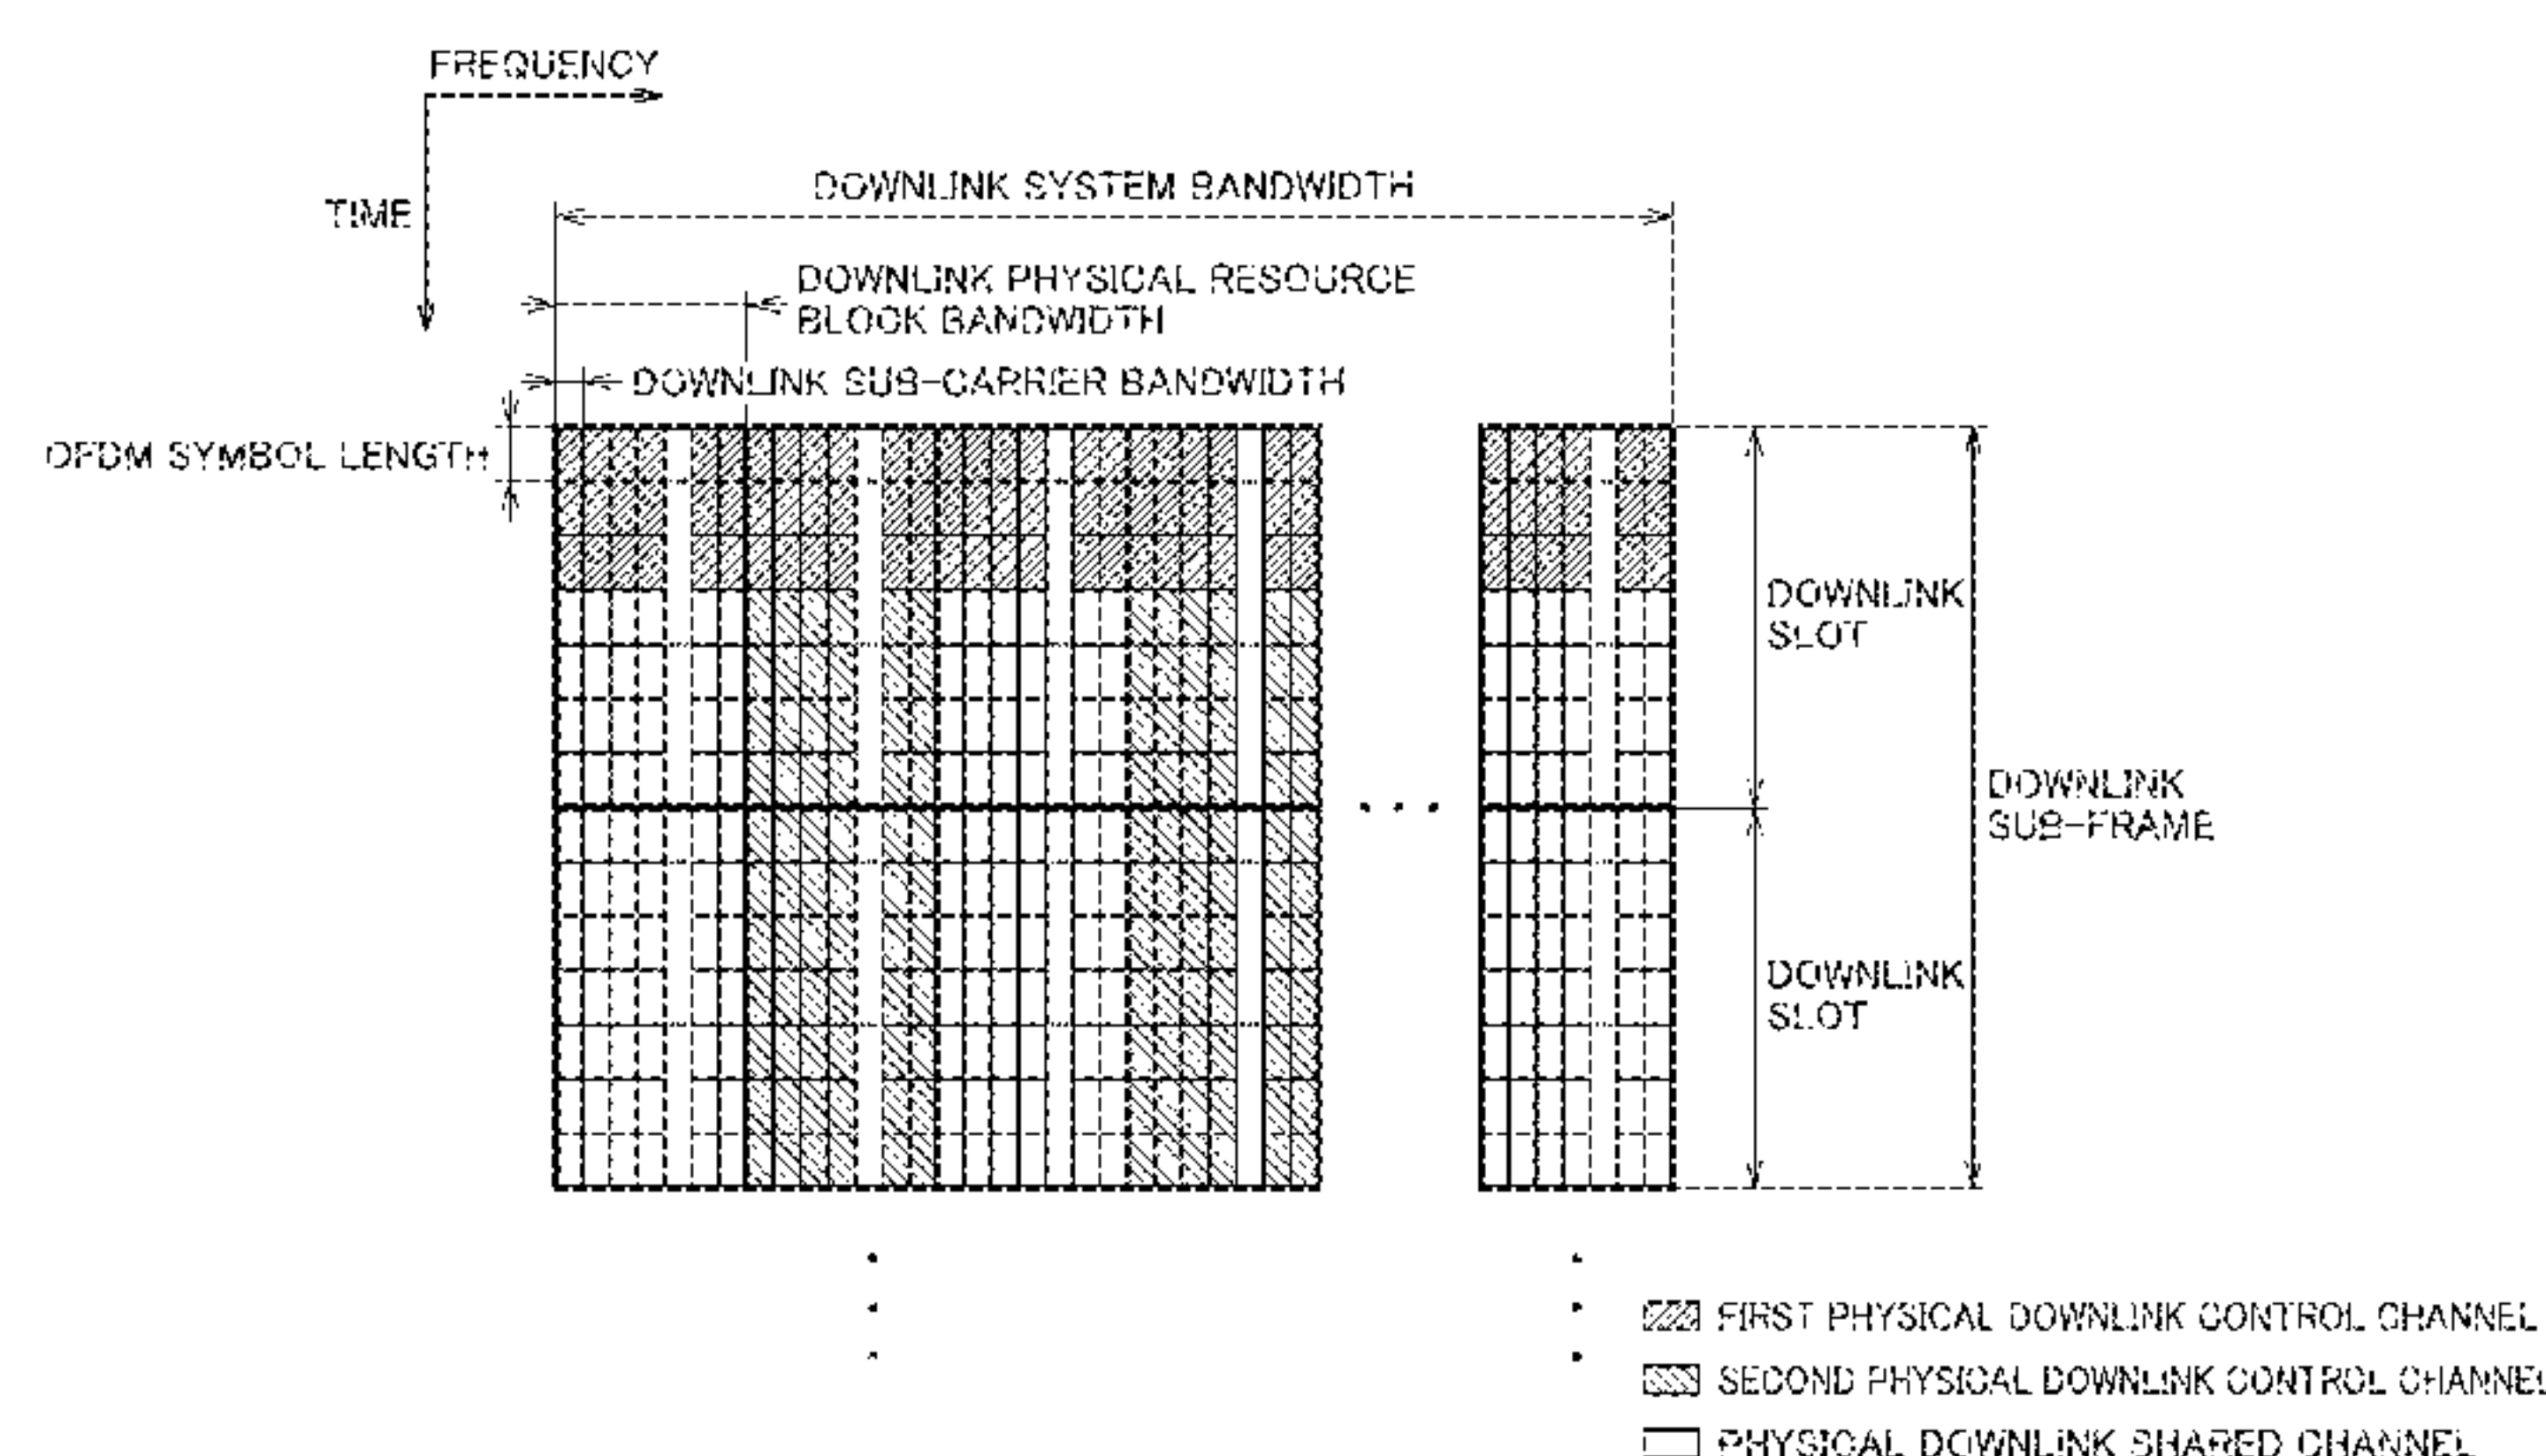 FREQUENCY
TIME
DOWNLINK SYSTEM BANDWIDTH
DOWNLINK PHYSICAL RESOURCE
BLOCK BANDWIDTH
DOWNLINK SUB-CARRIER BANDWIDTH
OFDM SYMBOL LENGTH
DOWNLINK
SLOT
DOWNLINK
SUB-FRAME
DOWNLINK
SLOT
FIRST PHYSICAL DOWNLINK CONTROL CHANNEL
SECOND PHYSICAL DOWNLINK CONTROL CHANNEL
PHYSICAL DOWNLINK SHARED CHANNEL